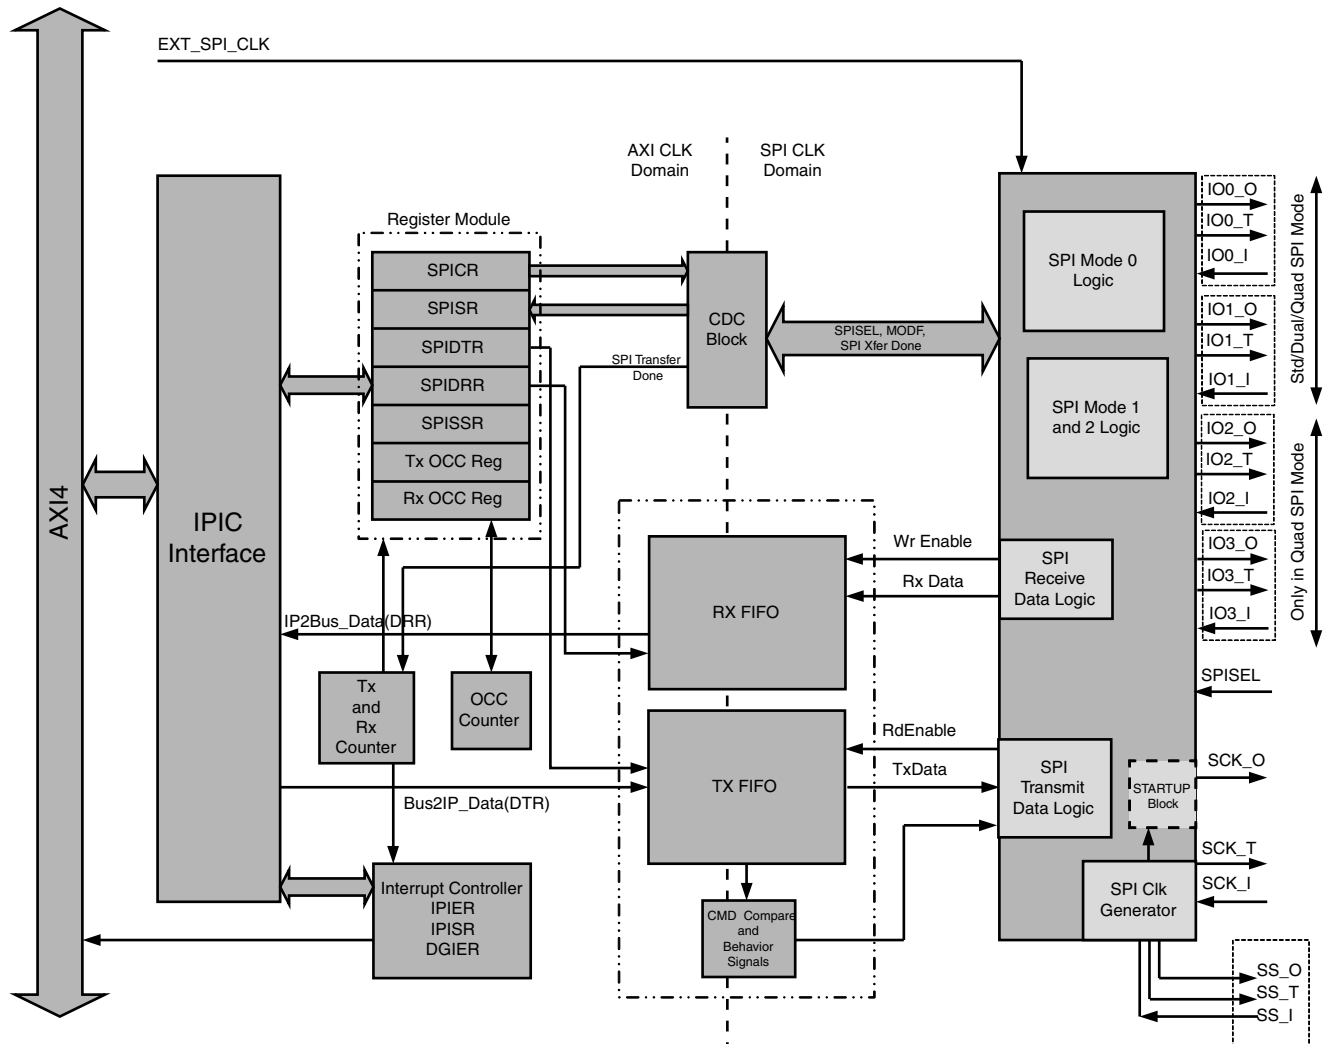 EXT_SPI_CLK
AXI CLK
Domain
SPI CLK
Domain
AXI4
IPIC
Interface
Register Module
SPICR
SPISR
SPIDTR
SPIDRR
SPISSR
Tx OCC Reg
Rx OCC Reg
CDC
Block
SPISEL, MODF,
SPI Xfer Done
SPI Transfer
Done
SPI Mode 0
Logic
SPI Mode 1
and 2 Logic
IO0_O
IO0_T
IO0_I
IO1_O
IO1_T
IO1_I
Std/Dual/Quad SPI Mode
IO2_O
IO2_T
IO2_I
IO3_O
IO3_T
IO3_I
Only in Quad SPI Mode
Wr Enable
Rx Data
SPI
Receive
Data Logic
RX FIFO
IP2Bus_Data(DRR)
Tx
and
Rx
Counter
OCC
Counter
SPISEL
RdEnable
TxData
TX FIFO
SPI
Transmit
Data Logic
STARTUP
Block
SCK_O
Bus2IP_Data(DTR)
SCK_T
SCK_I
SPI Clk
Generator
Interrupt Controller
IPIER
IPISR
DGIER
CMD Compare
and
Behavior
Signals
SS_O
SS_T
SS_I